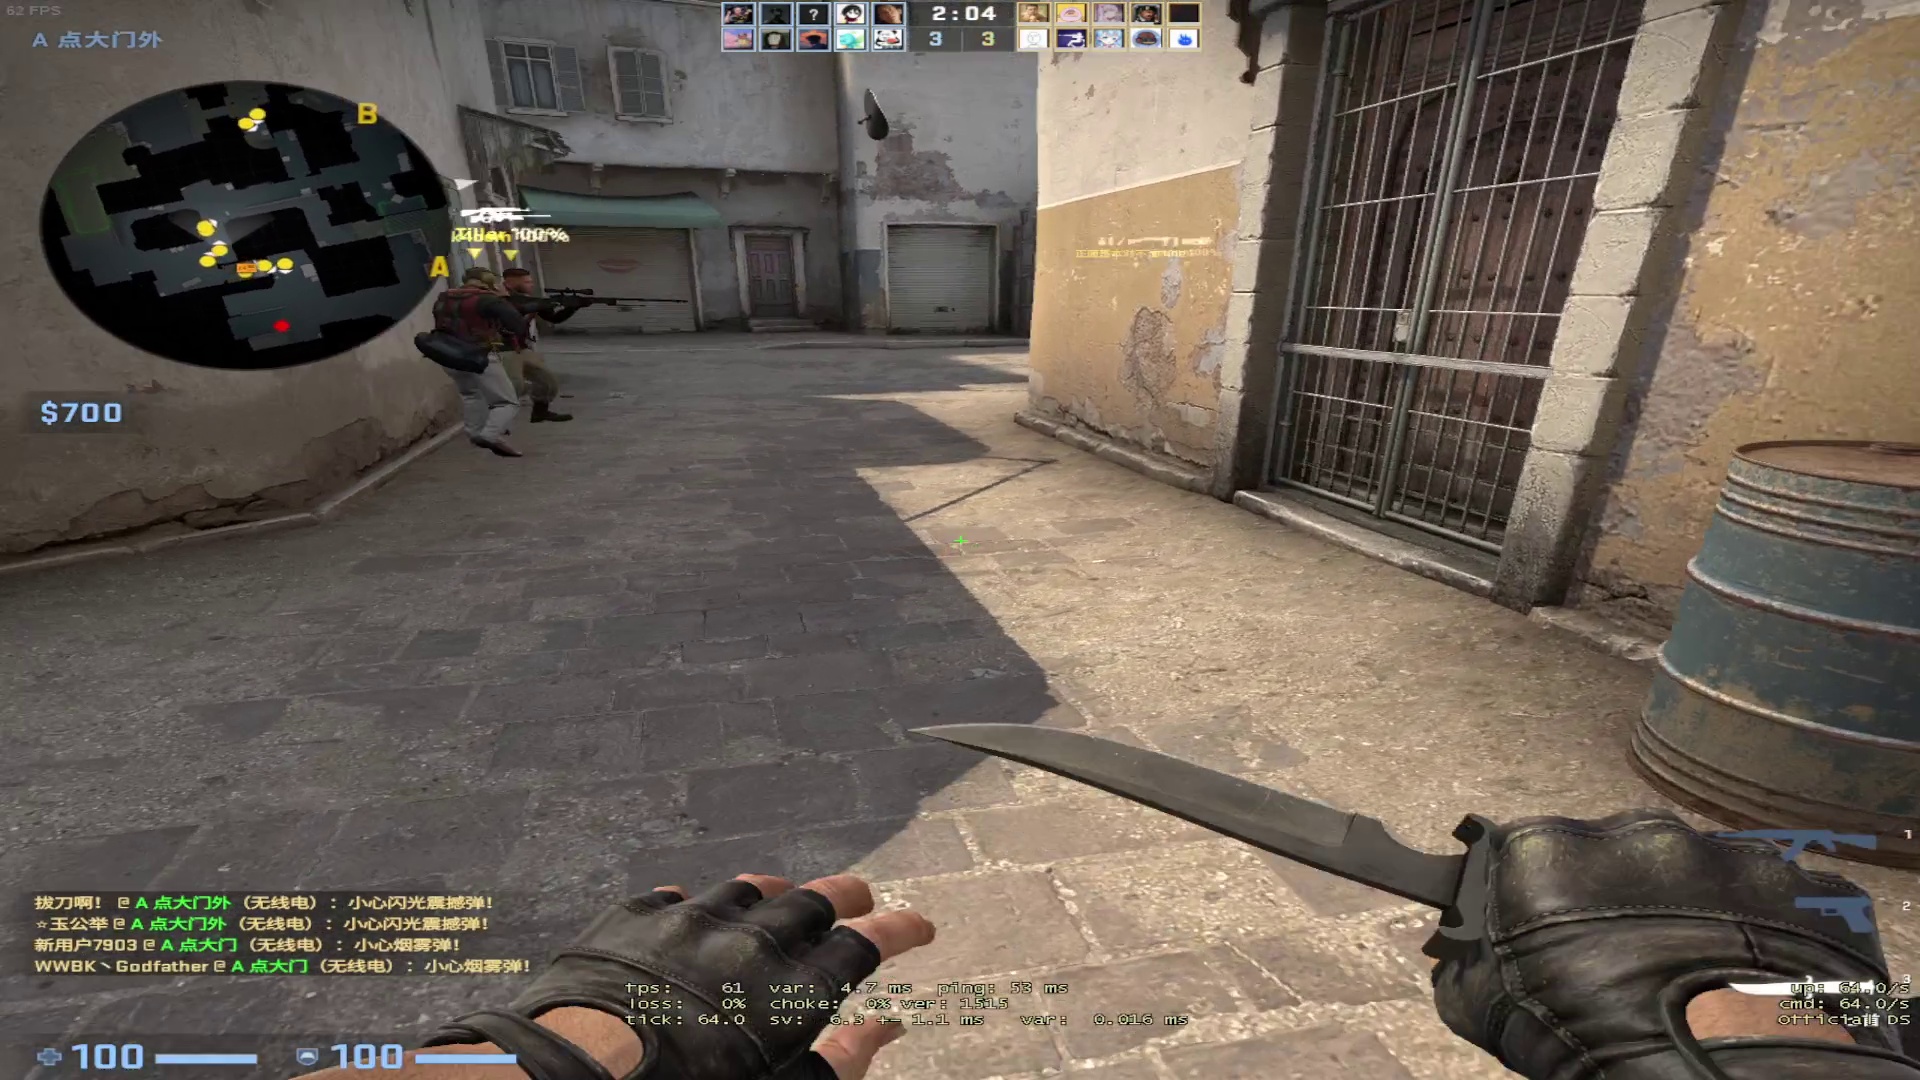 62 FPS
A 点大门外
2:04
3 3
B
A
100%
$700
拔刀啊！ @ A 点大门外（无线电）：小心闪光震撼弹！
☆玉公举 @ A 点大门外（无线电）：小心闪光震撼弹！
新用户7903 @ A 点大门（无线电）：小心烟雾弹！
WWBK丶Godfather @ A 点大门（无线电）：小心烟雾弹！
fps: 61 var: 4.7 ms ping: 53 ms
loss: 0% choke: 0% ver: 1515
tick: 64.0 sv: 6.3 +- 1.1 ms var: 0.016 ms
1
2
3
up: 64.0/s
cmd: 64.0/s
Official DS
100 100